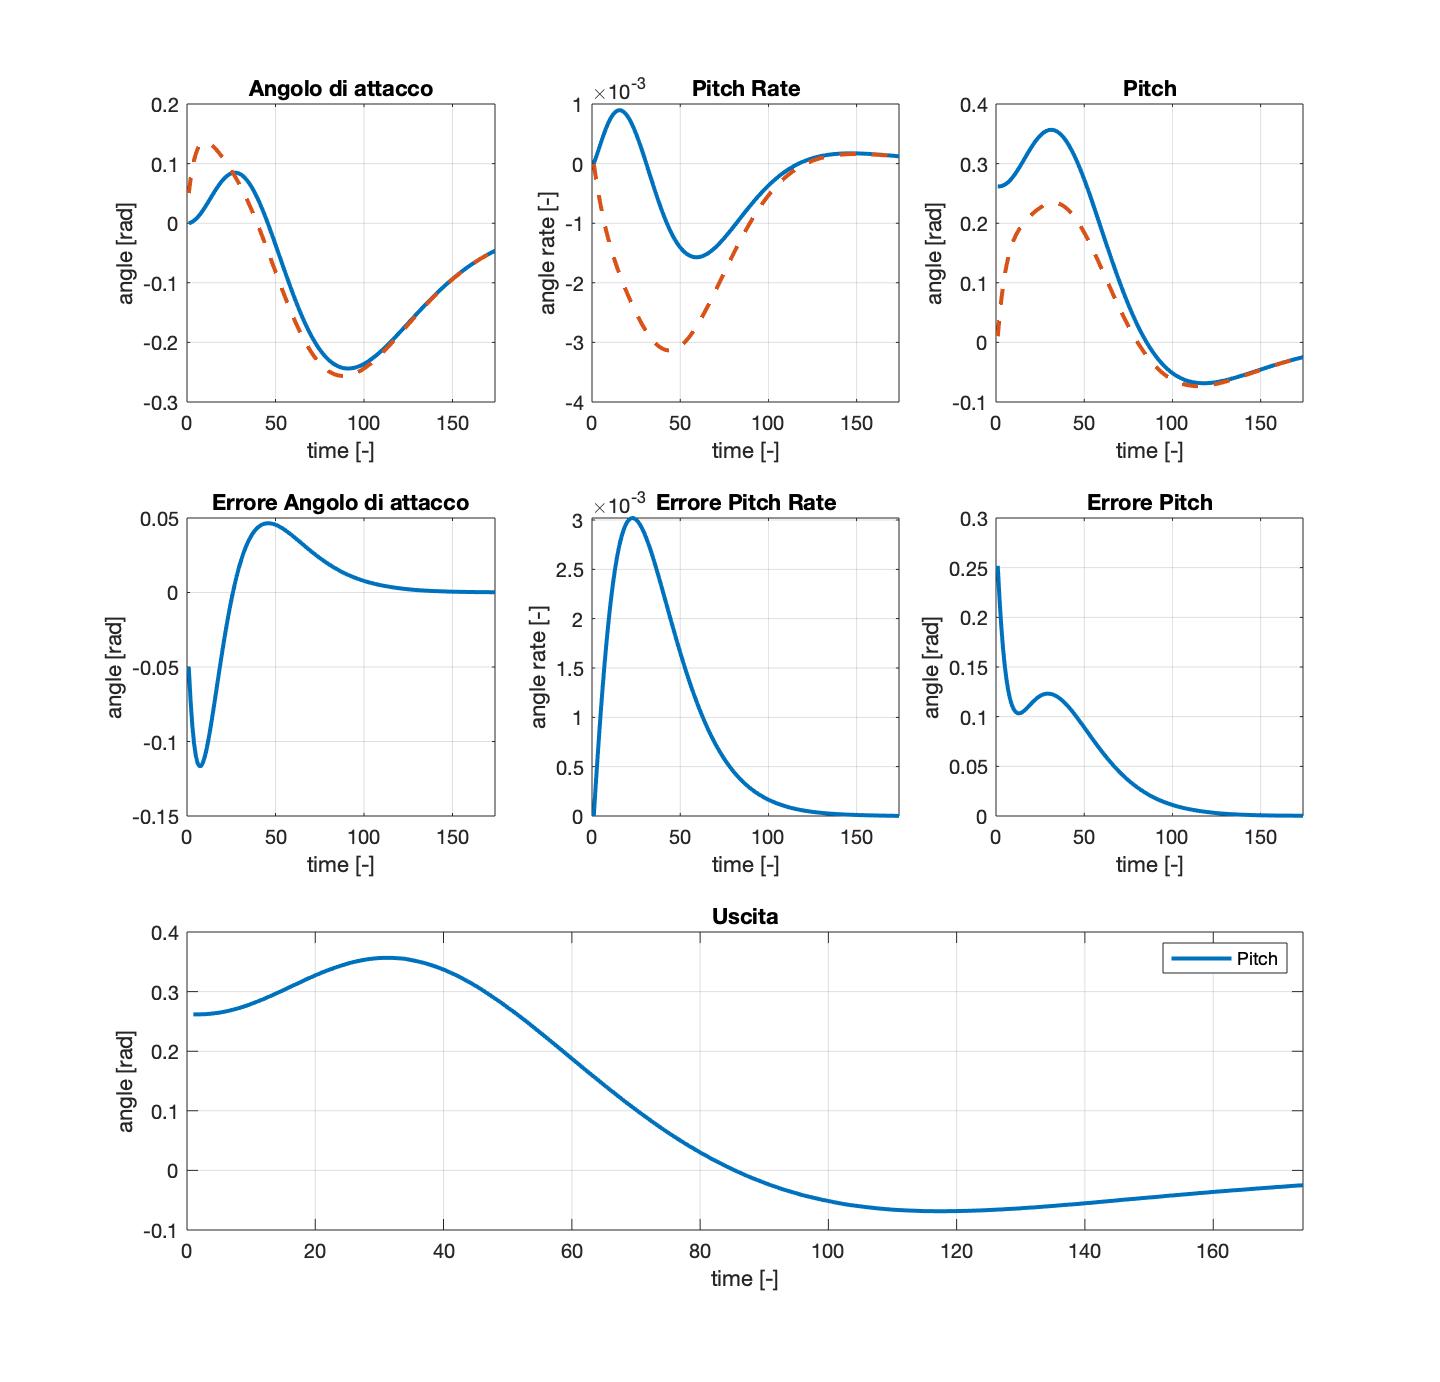 Angolo di attacco
0.2
0.1
0
-0.1
-0.2
-0.3
angle [rad]
0 50 100 150
time [-]
×10-3 Pitch Rate
1
0
-1
-2
-3
-4
angle rate [-]
0 50 100 150
time [-]
Pitch
0.4
0.3
0.2
0.1
0
-0.1
angle [rad]
0 50 100 150
time [-]
Errore Angolo di attacco
0.05
0
-0.05
-0.1
-0.15
angle [rad]
0 50 100 150
time [-]
×10-3 Errore Pitch Rate
3
2.5
2
1.5
1
0.5
0
angle rate [-]
0 50 100 150
time [-]
Errore Pitch
0.3
0.25
0.2
0.15
0.1
0.05
0
angle [rad]
0 50 100 150
time [-]
Uscita
0.4
0.3
0.2
0.1
0
-0.1
angle [rad]
Pitch
0 20 40 60 80 100 120 140 160
time [-]